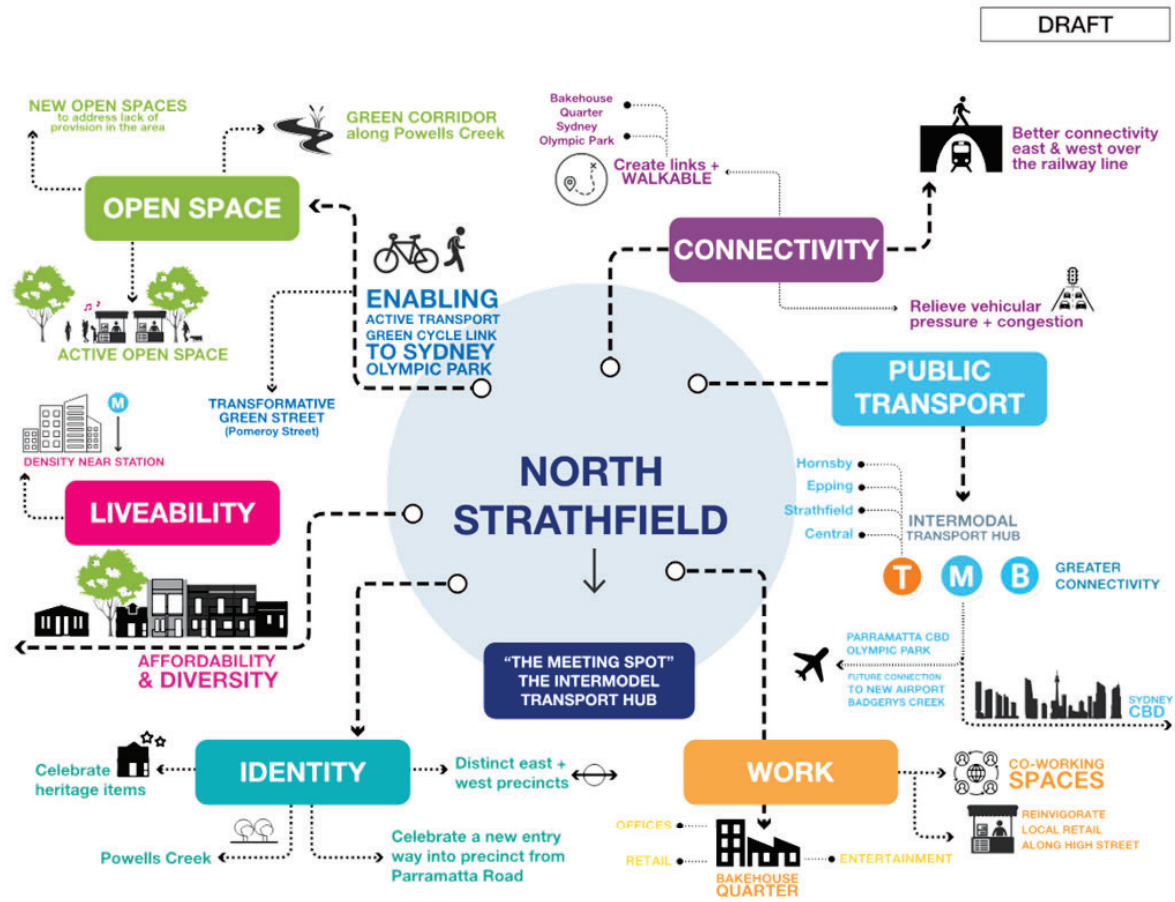 DRAFT
NEW OPEN SPACES
to address lack of
provision in the area
GREEN CORRIDOR
along Powells Creek
OPEN SPACE
ACTIVE OPEN SPACE
ENABLING
ACTIVE TRANSPORT
GREEN CYCLE LINK
TO SYDNEY
OLYMPIC PARK
TRANSFORMATIVE
GREEN STREET
(Pomeroy Street)
Bakehouse
Quarter
Sydney
Olympic Park
Create links +
WALKABLE
CONNECTIVITY
Better connectivity
east & west over
the railway line
Relieve vehicular
pressure + congestion
PUBLIC
TRANSPORT
Hornsby
Epping
Strathfield
Central
INTERMODAL
TRANSPORT HUB
T
M
B
GREATER
CONNECTIVITY
PARRAMATTA CBD
OLYMPIC PARK
FUTURE CONNECTION
TO NEW AIRPORT
BADGERYS CREEK
SYDNEY
CBD
M
DENSITY NEAR STATION
LIVEABILITY
AFFORDABILITY
& DIVERSITY
NORTH
STRATHFIELD
"THE MEETING SPOT"
THE INTERMODEL
TRANSPORT HUB
IDENTITY
Celebrate
heritage items
Distinct east +
west precincts
Powells Creek
Celebrate a new entry
way into precinct from
Parramatta Road
WORK
CO-WORKING
SPACES
REINVIGORATE
LOCAL RETAIL
ALONG HIGH STREET
OFFICES
RETAIL
ENTERTAINMENT
BAKEHOUSE
QUARTER